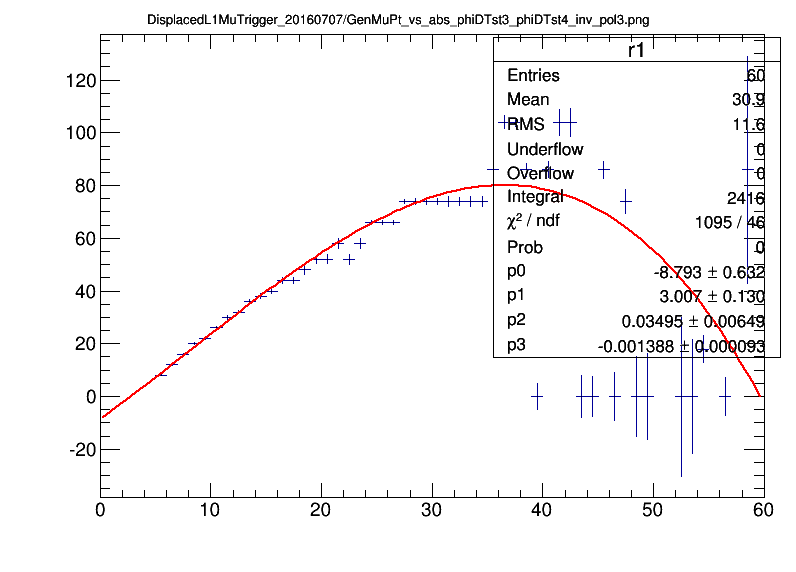 DisplacedL1MuTrigger_20160707/GenMuPt_vs_abs_phiDTst3_phiDTst4_inv_pol3.png
r1
Entries 60
Mean 30.9
RMS 11.6
Underflow 0
Overflow 0
Integral 2416
χ² / ndf 1095 / 46
Prob 0
p0 -8.793 ± 0.632
p1 3.007 ± 0.130
p2 0.03495 ± 0.00649
p3 -0.001388 ± 0.000093
120
100
80
60
40
20
0
-20
0 10 20 30 40 50 60